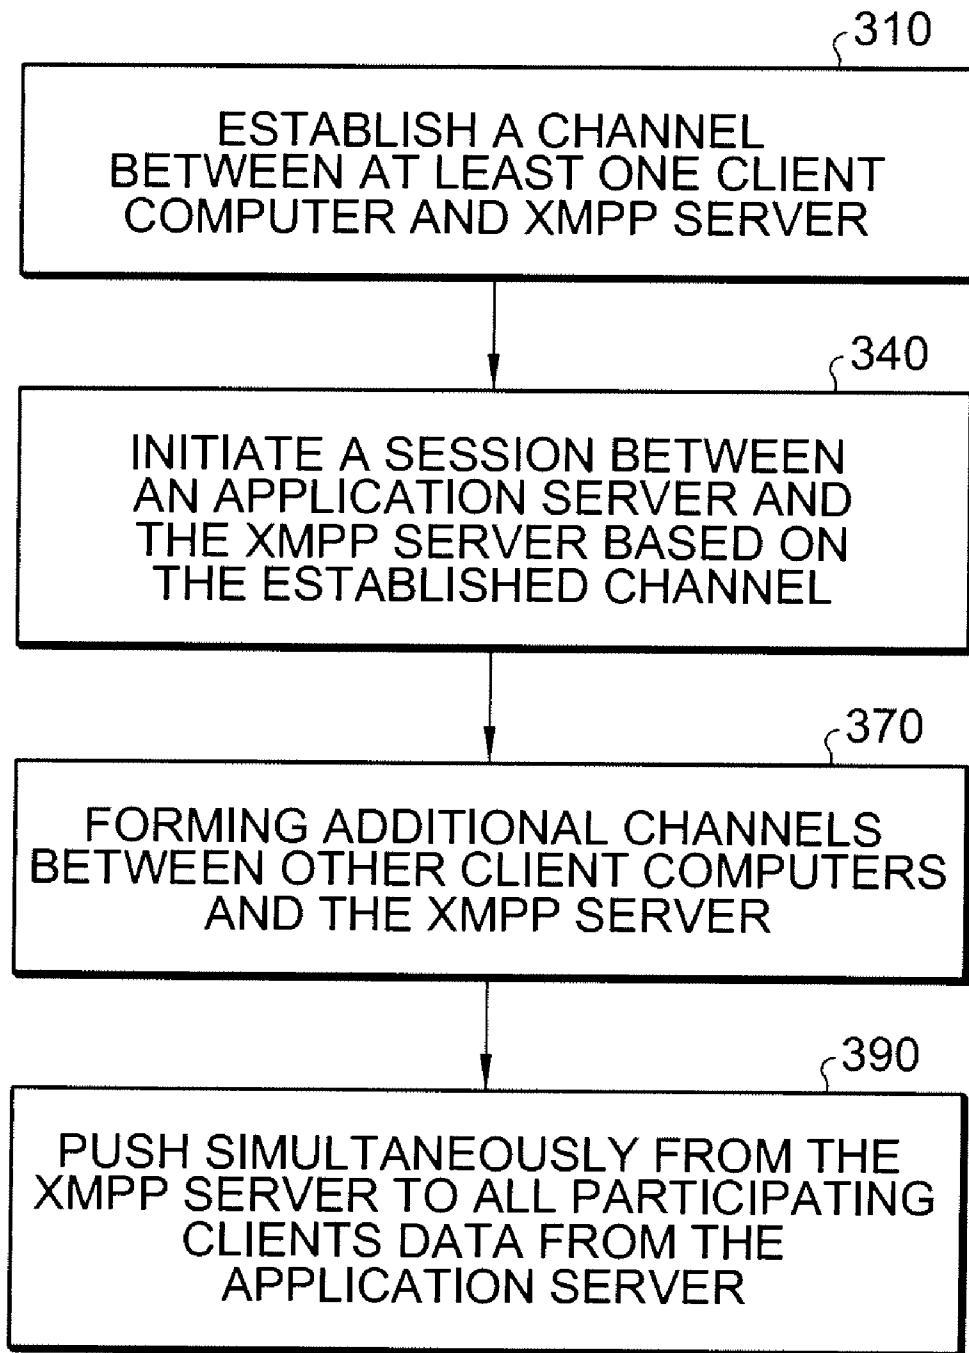 310
ESTABLISH A CHANNEL
BETWEEN AT LEAST ONE CLIENT
COMPUTER AND XMPP SERVER
340
INITIATE A SESSION BETWEEN
AN APPLICATION SERVER AND
THE XMPP SERVER BASED ON
THE ESTABLISHED CHANNEL
370
FORMING ADDITIONAL CHANNELS
BETWEEN OTHER CLIENT COMPUTERS
AND THE XMPP SERVER
390
PUSH SIMULTANEOUSLY FROM THE
XMPP SERVER TO ALL PARTICIPATING
CLIENTS DATA FROM THE
APPLICATION SERVER